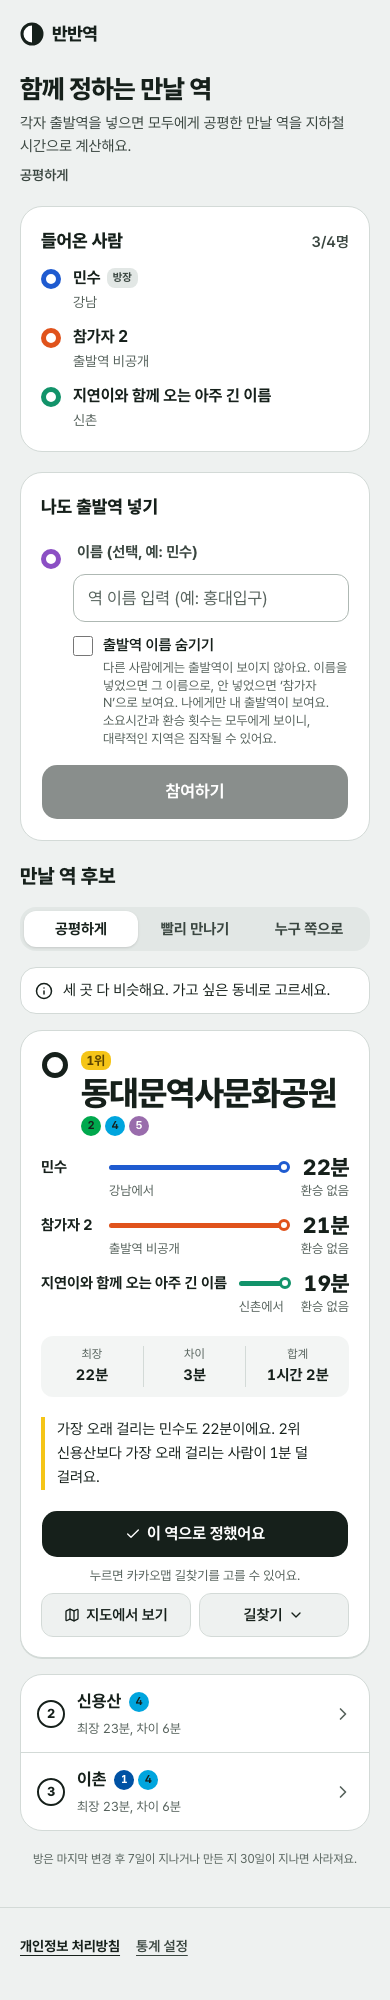 반반역
함께 정하는 만날 역
각자 출발역을 넣으면 모두에게 공평한 만날 역을 지하철
시간으로 계산해요.
공평하게
들어온 사람 3/4명
민수 방장
강남
참가자 2
출발역 비공개
지연이와 함께 오는 아주 긴 이름
신촌
나도 출발역 넣기
이름 (선택, 예: 민수)
역 이름 입력 (예: 홍대입구)
출발역 이름 숨기기
다른 사람에게는 출발역이 보이지 않아요. 이름을
넣었으면 그 이름으로, 안 넣었으면 ‘참가자
N’으로 보여요. 나에게만 내 출발역이 보여요.
소요시간과 환승 횟수는 모두에게 보이니,
대략적인 지역은 짐작될 수 있어요.
참여하기
만날 역 후보
공평하게 빨리 만나기 누구 쪽으로
세 곳 다 비슷해요. 가고 싶은 동네로 고르세요.
1위
동대문역사문화공원
2 4 5
민수 22분
강남에서 환승 없음
참가자 2 21분
출발역 비공개 환승 없음
지연이와 함께 오는 아주 긴 이름 19분
신촌에서 환승 없음
최장 차이 합계
22분 3분 1시간 2분
가장 오래 걸리는 민수도 22분이에요. 2위
신용산보다 가장 오래 걸리는 사람이 1분 덜
걸려요.
이 역으로 정했어요
누르면 카카오맵 길찾기를 고를 수 있어요.
지도에서 보기 길찾기
2 신용산 4
최장 23분, 차이 6분
3 이촌 1 4
최장 23분, 차이 6분
방은 마지막 변경 후 7일이 지나거나 만든 지 30일이 지나면 사라져요.
개인정보 처리방침 통계 설정